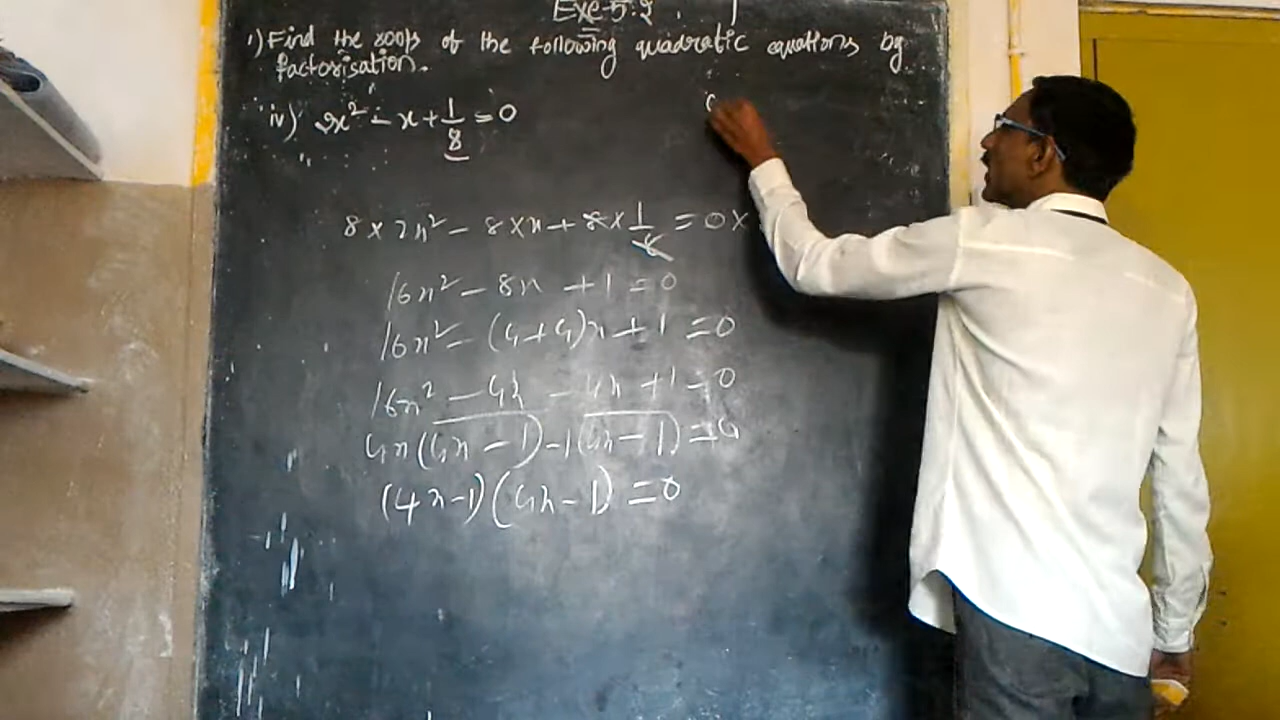 Exe-5.2
1) Find the roots of the following quadratic equations by
factorisation.
iv) 2x² - x + 1/8 = 0
8 × 2x² - 8 × x + 8 × 1/8 = 0 ×
16x² - 8x + 1 = 0
16x² - (4+4)x + 1 = 0
16x² - 4x - 4x + 1 = 0
4x(4x - 1) - 1(4x - 1) =
(4x-1)(4x-1) = 0